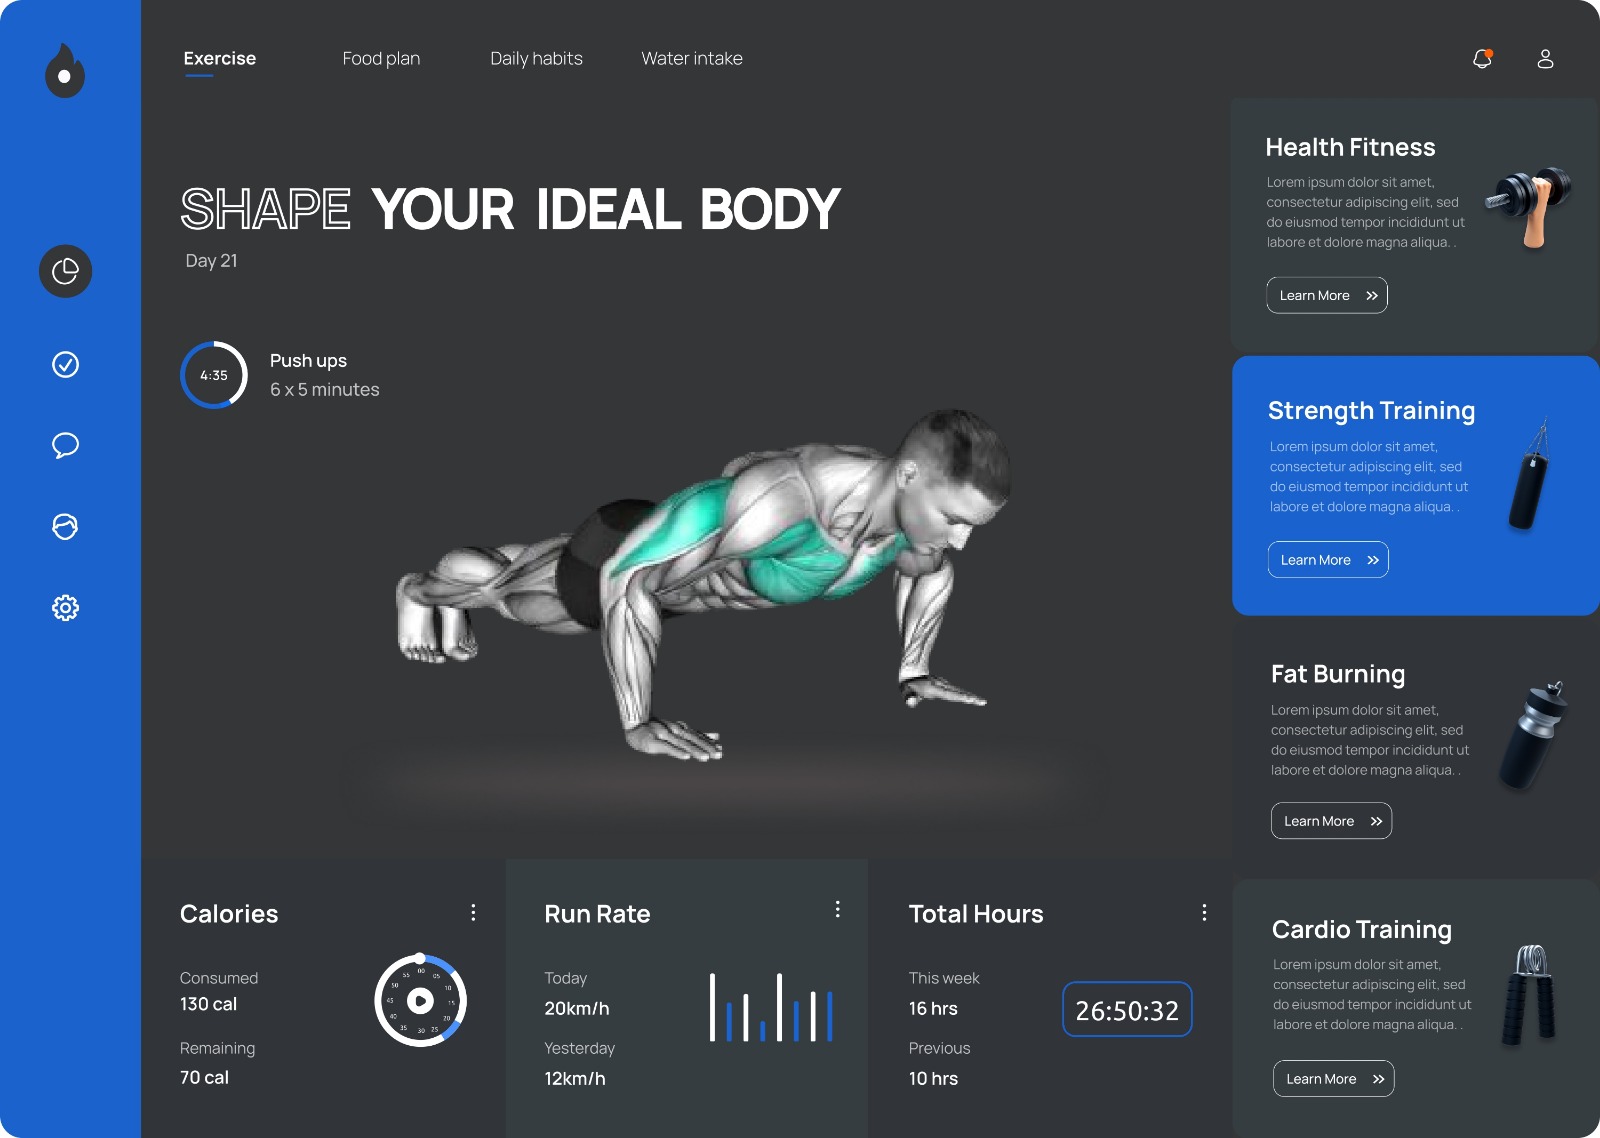 Exercise
Food plan
Daily habits
Water intake
SHAPE YOUR IDEAL BODY
Day 21
4:35
Push ups
6 x 5 minutes
Health Fitness
Lorem ipsum dolor sit amet,
consectetur adipiscing elit, sed
do eiusmod tempor incididunt ut
labore et dolore magna aliqua. .
Learn More
Strength Training
Lorem ipsum dolor sit amet,
consectetur adipiscing elit, sed
do eiusmod tempor incididunt ut
labore et dolore magna aliqua. .
Learn More
Fat Burning
Lorem ipsum dolor sit amet,
consectetur adipiscing elit, sed
do eiusmod tempor incididunt ut
labore et dolore magna aliqua. .
Learn More
Cardio Training
Lorem ipsum dolor sit amet,
consectetur adipiscing elit, sed
do eiusmod tempor incididunt ut
labore et dolore magna aliqua. .
Learn More
Calories
Consumed
130 cal
Remaining
70 cal
00
05
10
15
20
25
30
35
40
45
50
55
Run Rate
Today
20km/h
Yesterday
12km/h
Total Hours
This week
16 hrs
Previous
10 hrs
26:50:32